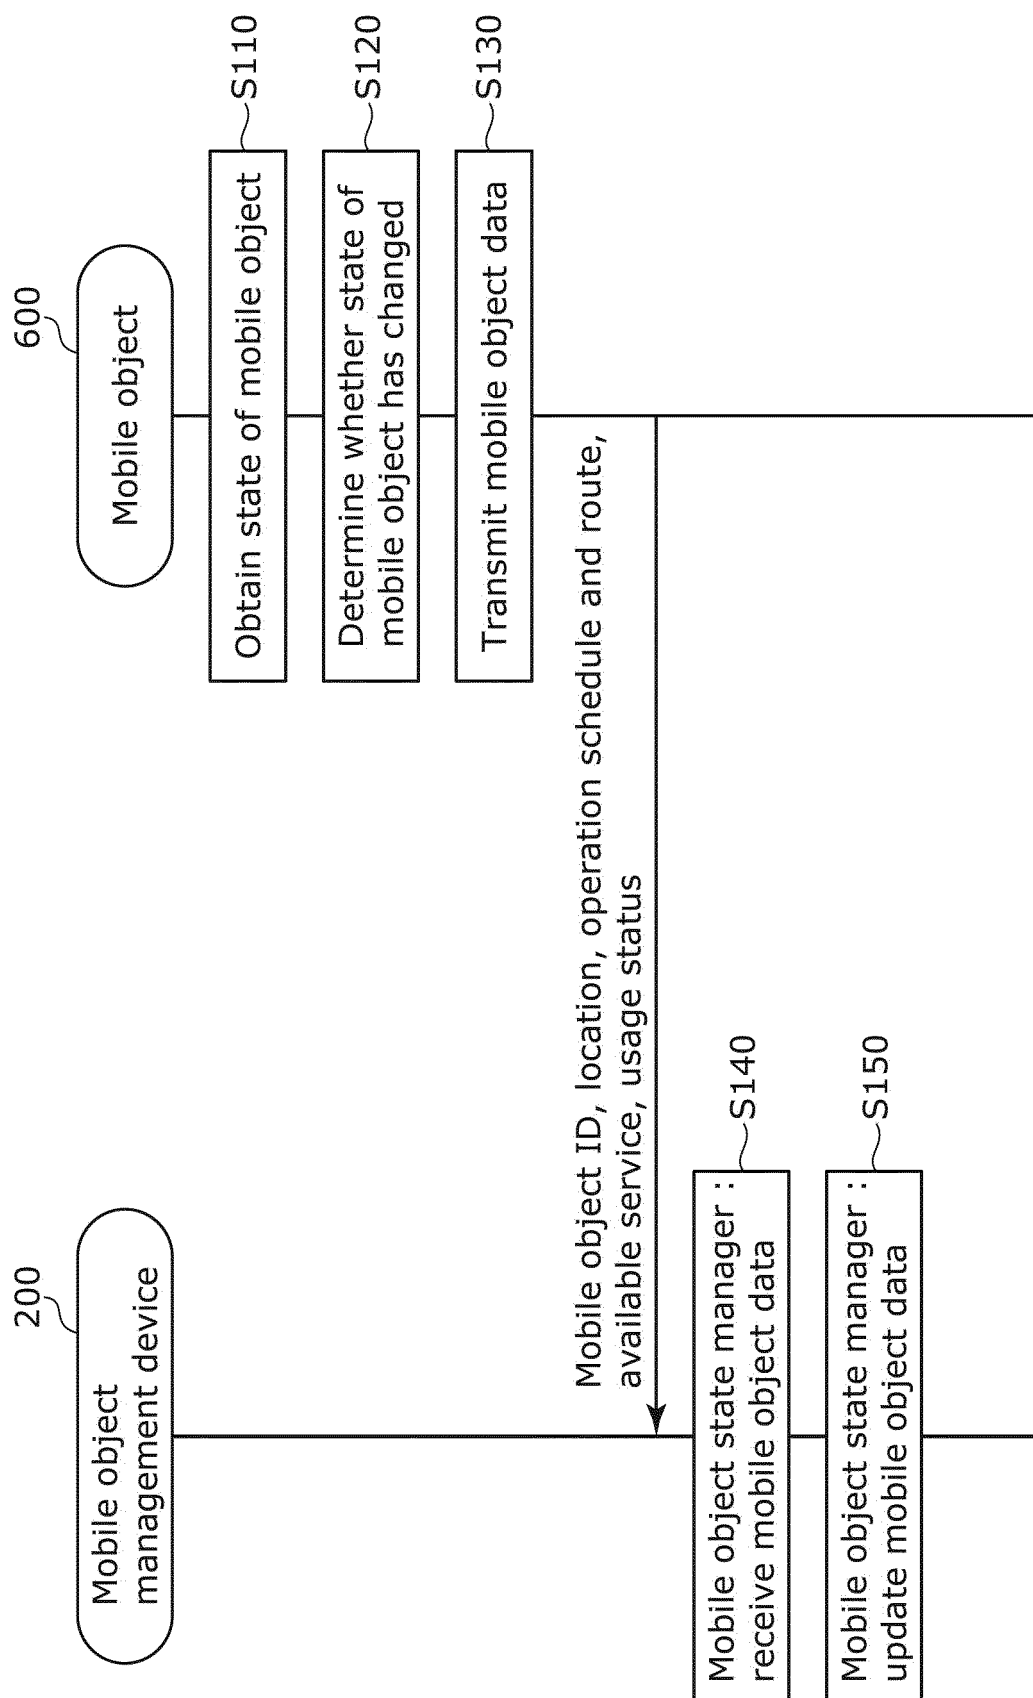 200
Mobile object
management device
600
Mobile object
Obtain state of mobile object
S110
Determine whether state of
mobile object has changed
S120
Transmit mobile object data
S130
Mobile object ID, location, operation schedule and route,
available service, usage status
Mobile object state manager :
receive mobile object data
S140
Mobile object state manager :
update mobile object data
S150